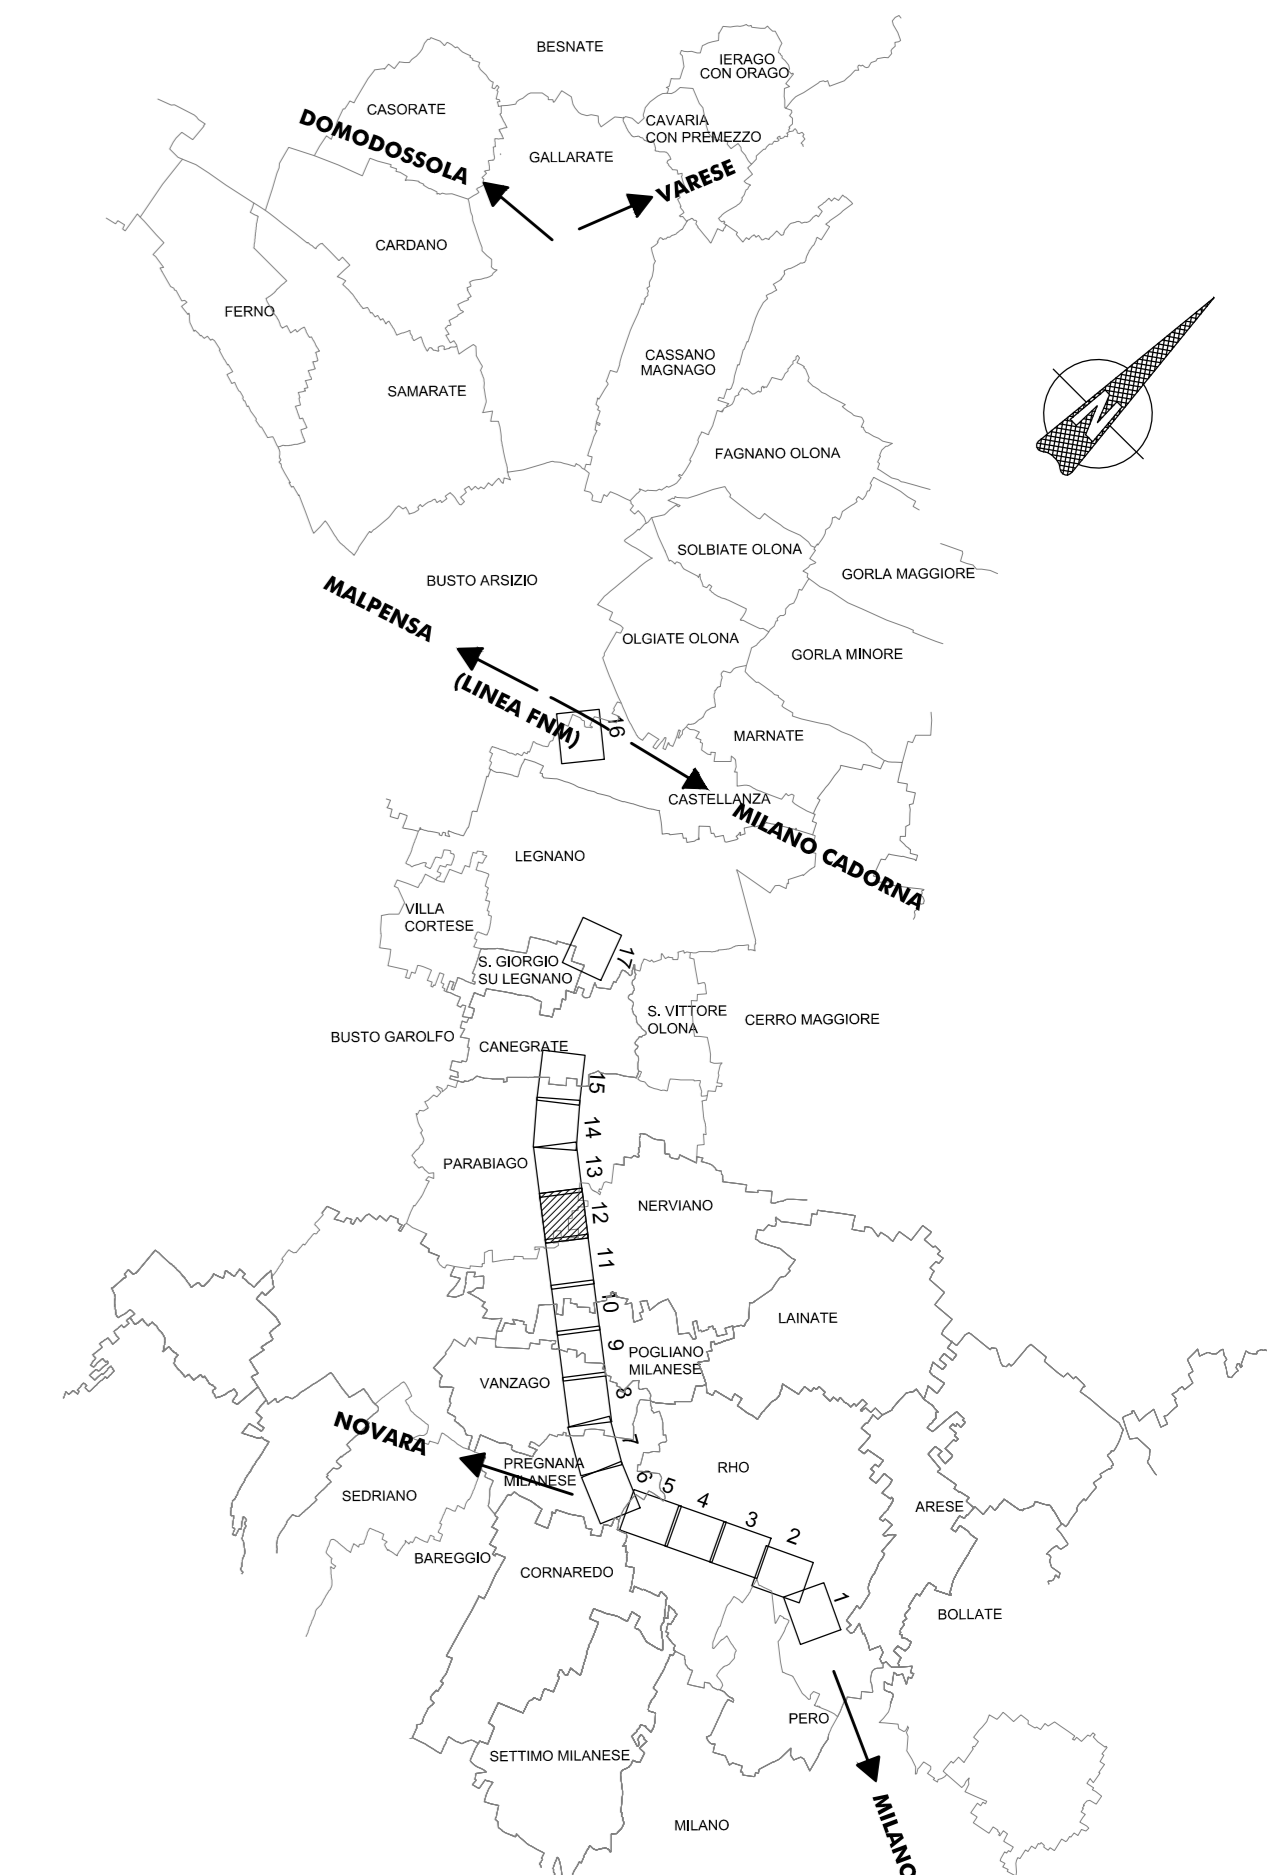 BESNATE
IERAGO
CON ORAGO
CASORATE
DOMODOSSOLA
CAVARIA
CON PREMEZZO
GALLARATE
VARESE
CARDANO
FERNO
CASSANO
MAGNAGO
SAMARATE
N
FAGNANO OLONA
SOLBIATE OLONA
GORLA MAGGIORE
BUSTO ARSIZIO
MALPENSA
OLGIATE OLONA
GORLA MINORE
(LINEA FNM)
16
MARNATE
CASTELLANZA
MILANO CADORNA
LEGNANO
VILLA
CORTESE
17
S. GIORGIO
SU LEGNANO
S. VITTORE
OLONA
CERRO MAGGIORE
BUSTO GAROLFO
CANEGRATE
15
14
13
PARABIAGO
12
NERVIANO
11
10
LAINATE
9
POGLIANO
MILANESE
VANZAGO
8
NOVARA
7
PREGNANA
MILANESE
RHO
6
5
4
3
2
1
SEDRIANO
ARESE
BAREGGIO
CORNAREDO
BOLLATE
PERO
SETTIMO MILANESE
MILANO
MILANO